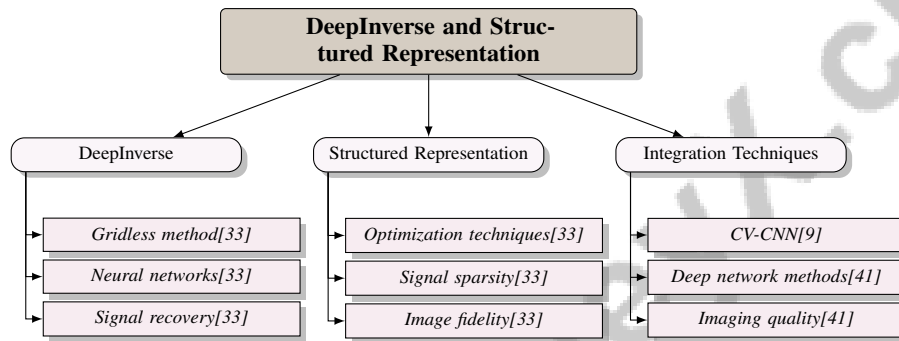 DeepInverse and Struc-
tured Representation
DeepInverse
Structured Representation
Integration Techniques
Gridless method[33]
Optimization techniques[33]
CV-CNN[9]
Neural networks[33]
Signal sparsity[33]
Deep network methods[41]
Signal recovery[33]
Image fidelity[33]
Imaging quality[41]